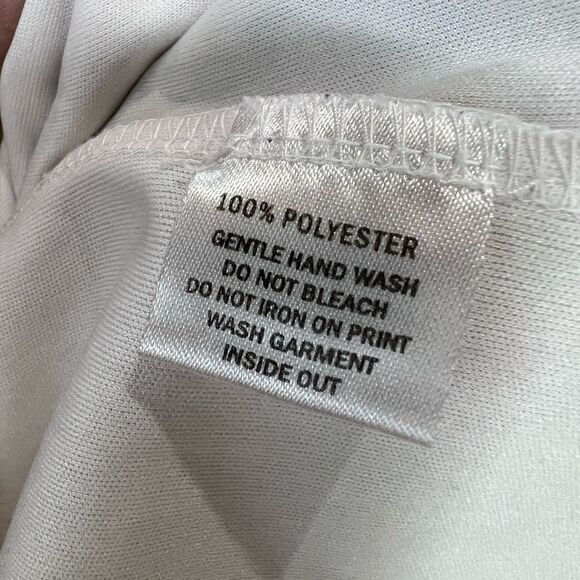 100% POLYESTER
GENTLE HAND WASH
DO NOT BLEACH
DO NOT IRON ON PRINT
WASH GARMENT
INSIDE OUT